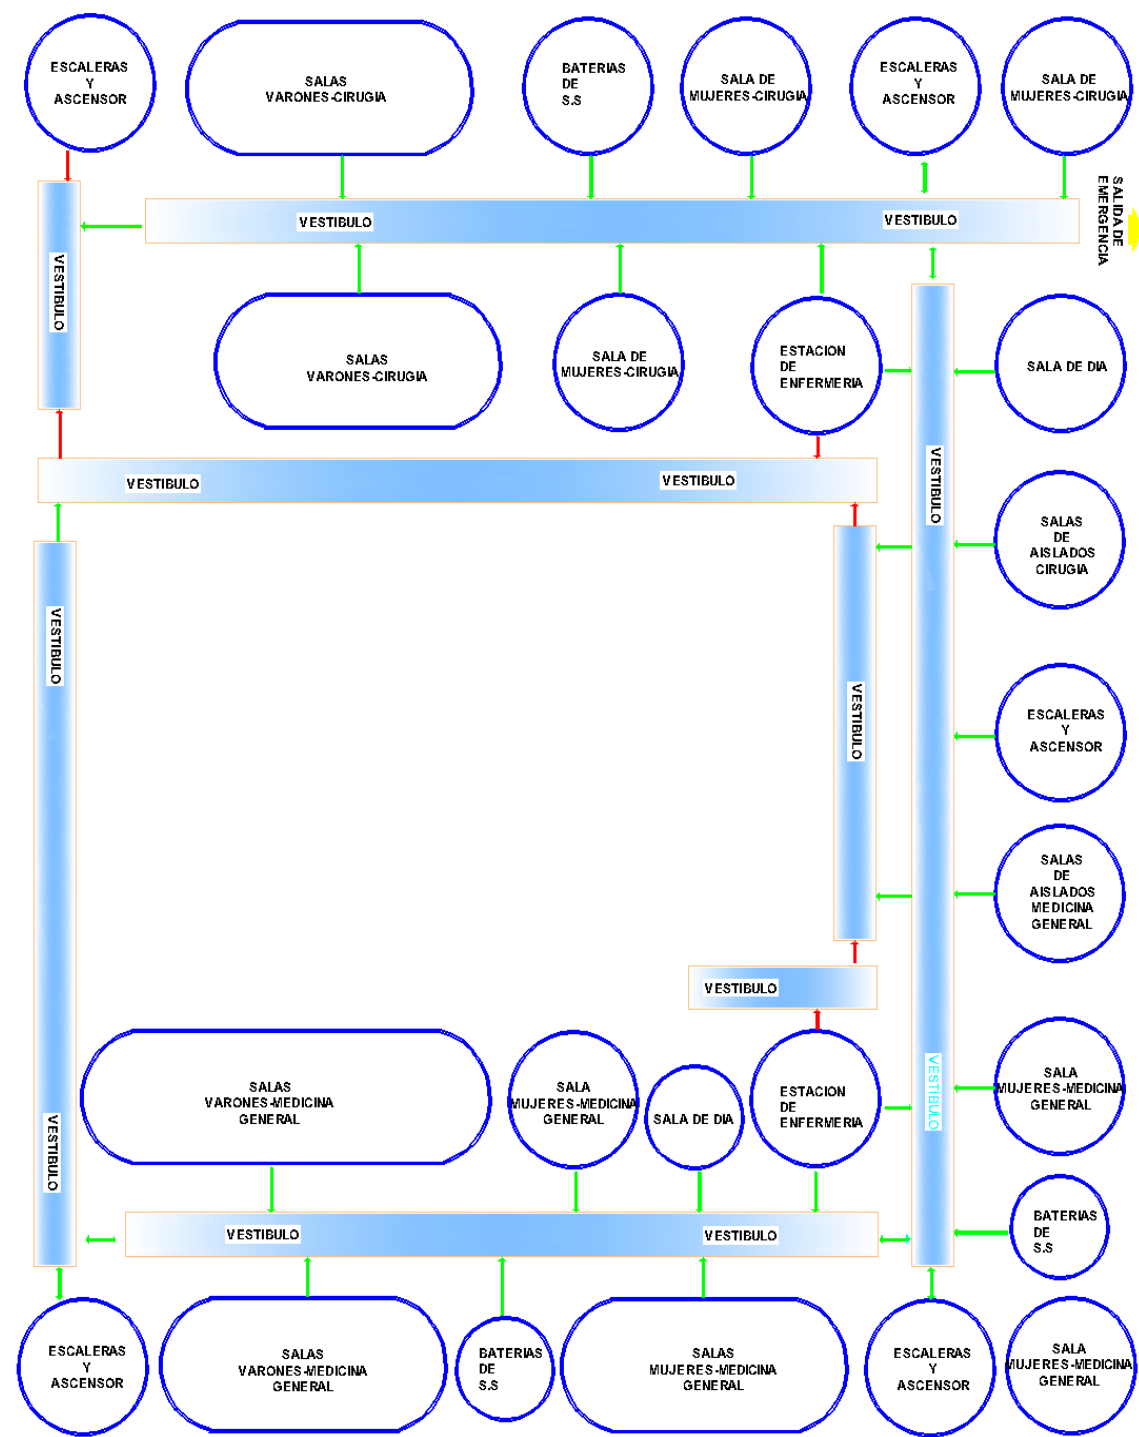 ESCALERAS
Y
ASCENSOR
SALAS
VARONES-CIRUGIA
BATERIAS
DE
S.S
SALA DE
MUJERES-CIRUGIA
ESCALERAS
Y
ASCENSOR
SALA DE
MUJERES-CIRUGIA
SALIDA DE
EMERGENCIA
VESTIBULO
VESTIBULO
VESTIBULO
SALAS
VARONES-CIRUGIA
SALA DE
MUJERES-CIRUGIA
ESTACION
DE
ENFERMERIA
SALA DE DIA
VESTIBULO
VESTIBULO
VESTIBULO
SALAS
DE
AISLADOS
CIRUGIA
VESTIBULO
VESTIBULO
ESCALERAS
Y
ASCENSOR
SALAS
DE
AISLADOS
MEDICINA
GENERAL
VESTIBULO
SALAS
VARONES-MEDICINA
GENERAL
SALA
MUJERES-MEDICINA
GENERAL
SALA DE DIA
ESTACION
DE
ENFERMERIA
VESTIBULO
SALA
MUJERES-MEDICINA
GENERAL
VESTIBULO
VESTIBULO
VESTIBULO
BATERIAS
DE
S.S
ESCALERAS
Y
ASCENSOR
SALAS
VARONES-MEDICINA
GENERAL
BATERIAS
DE
S.S
SALAS
MUJERES-MEDICINA
GENERAL
ESCALERAS
Y
ASCENSOR
SALA
MUJERES-MEDICINA
GENERAL